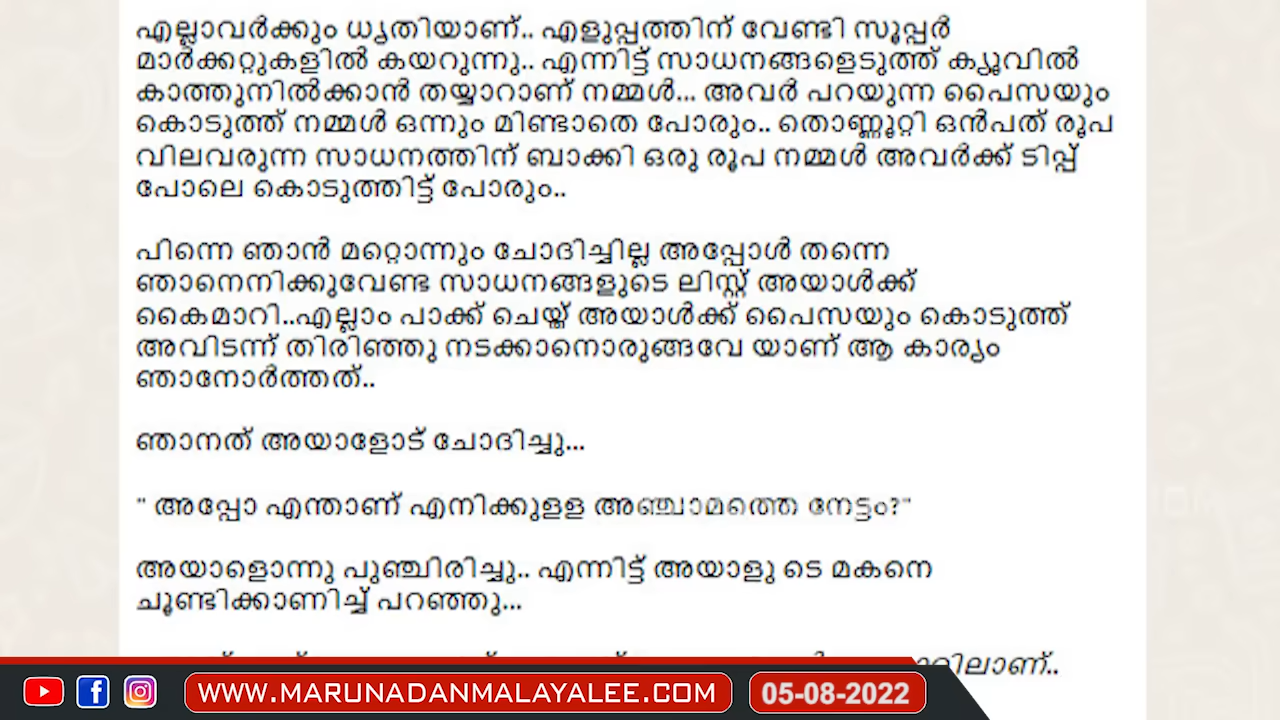 എല്ലാവർക്കും ധൃതിയാണ്.. എളുപ്പത്തിന് വേണ്ടി സൂപ്പർ
മാർക്കറ്റുകളിൽ കയറുന്നു.. എന്നിട്ട് സാധനങ്ങളെടുത്ത് ക്യൂവിൽ
കാത്തുനിൽക്കാൻ തയ്യാറാണ് നമ്മൾ... അവർ പറയുന്ന പൈസയും
കൊടുത്ത് നമ്മൾ ഒന്നും മിണ്ടാതെ പോരും.. തൊണ്ണൂറ്റി ഒൻപത് രൂപ
വിലവരുന്ന സാധനത്തിന് ബാക്കി ഒരു രൂപ നമ്മൾ അവർക്ക് ടിപ്പ്
പോലെ കൊടുത്തിട്ട് പോരും..
പിന്നെ ഞാൻ മറ്റൊന്നും ചോദിച്ചില്ല അപ്പോൾ തന്നെ
ഞാനെനിക്കുവേണ്ട സാധനങ്ങളുടെ ലിസ്റ്റ് അയാൾക്ക്
കൈമാറി..എല്ലാം പാക്ക് ചെയ്ത് അയാൾക്ക് പൈസയും കൊടുത്ത്
അവിടന്ന് തിരിഞ്ഞു നടക്കാനൊരുങ്ങവേ യാണ് ആ കാര്യം
ഞാനോർത്തത്..
ഞാനത് അയാളോട് ചോദിച്ചു...
" അപ്പോ എന്താണ് എനിക്കുളള അഞ്ചാമത്തെ നേട്ടം?"
അയാളൊന്നു പുഞ്ചിരിച്ചു.. എന്നിട്ട് അയാളു ടെ മകനെ
ചൂണ്ടിക്കാണിച്ച് പറഞ്ഞു...
WWW.MARUNADANMALAYALEE.COM
05-08-2022